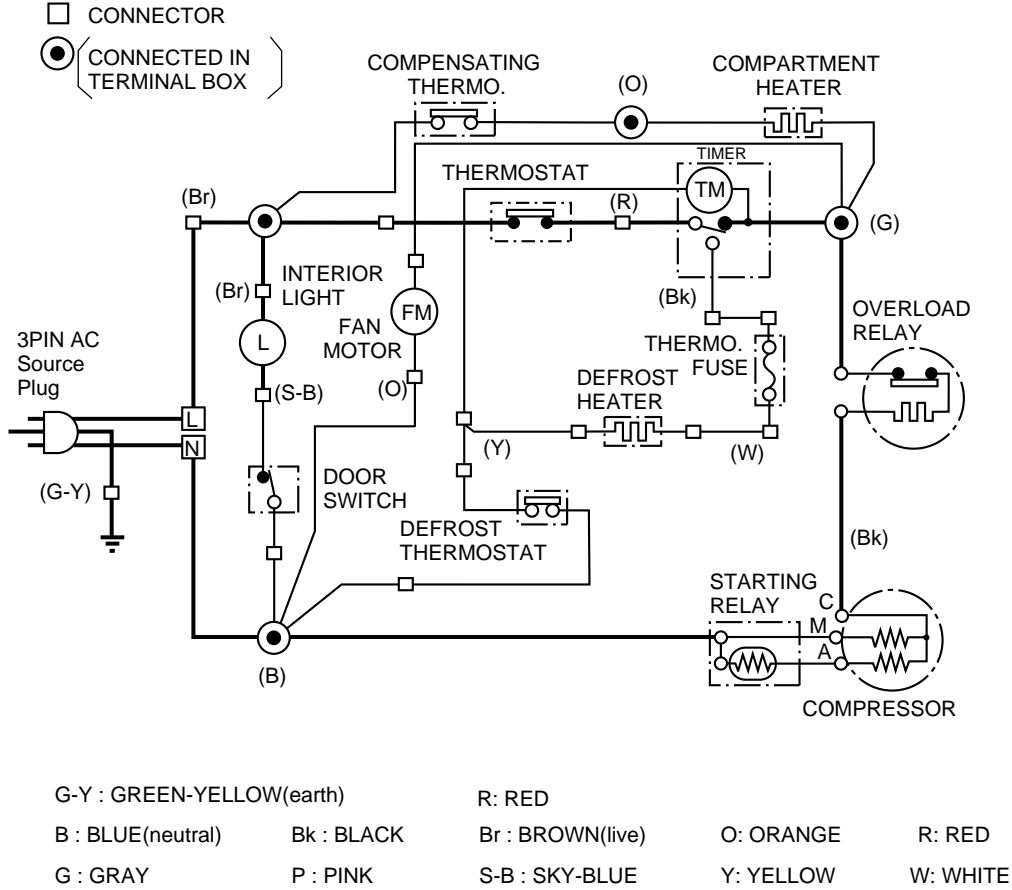 CONNECTOR
CONNECTED IN
TERMINAL BOX
COMPENSATING
THERMO.
(O)
COMPARTMENT
HEATER
THERMOSTAT
TIMER
TM
(Br)
(R)
(G)
(Br)
INTERIOR
LIGHT
L
FAN
MOTOR
FM
(O)
(S-B)
(Bk)
THERMO.
FUSE
OVERLOAD
RELAY
3PIN AC
Source
Plug
L
N
(G-Y)
DEFROST
HEATER
(Y)
(W)
DOOR
SWITCH
DEFROST
THERMOSTAT
(Bk)
STARTING
RELAY
C
M
A
(B)
COMPRESSOR
G-Y : GREEN-YELLOW(earth)
R: RED
B : BLUE(neutral)
Bk : BLACK
Br : BROWN(live)
O: ORANGE
R: RED
G : GRAY
P : PINK
S-B : SKY-BLUE
Y: YELLOW
W: WHITE